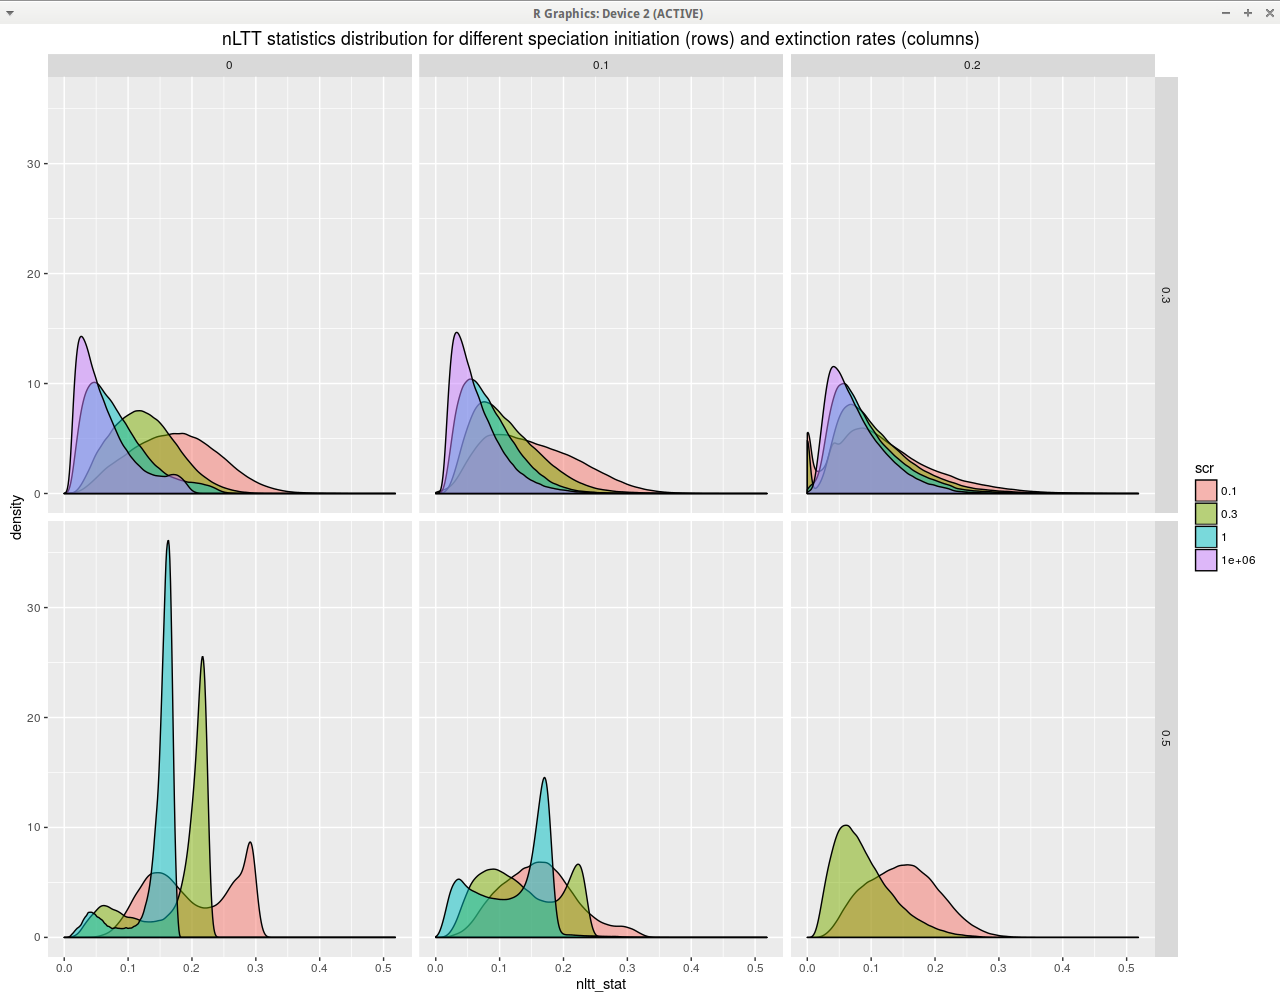 R Graphics: Device 2 (ACTIVE)
nLTT statistics distribution for different speciation initiation (rows) and extinction rates (columns)
0 0.1 0.2
30
20
10
0
0.3
density
30
20
10
0
0.5
0.0 0.1 0.2 0.3 0.4 0.5 0.0 0.1 0.2 0.3 0.4 0.5 0.0 0.1 0.2 0.3 0.4 0.5
nltt_stat
scr
0.1
0.3
1
1e+06